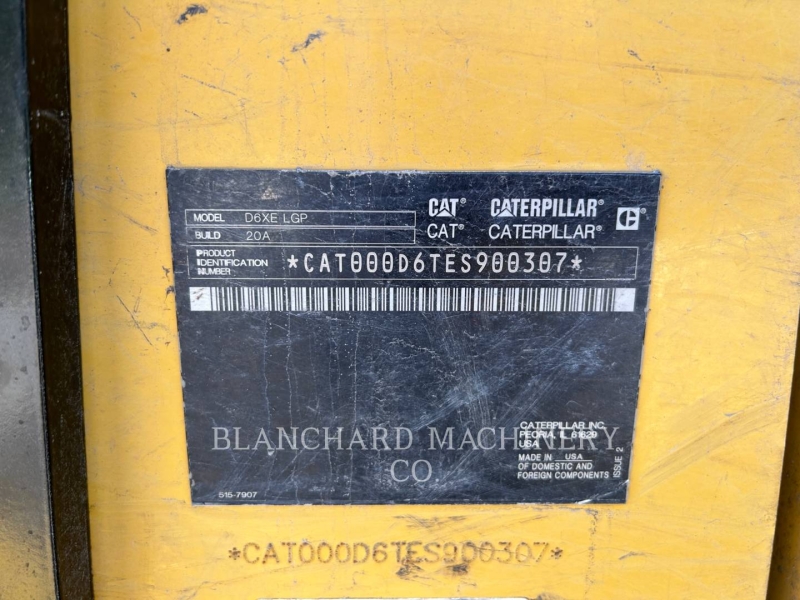 MODEL D6XE LGP
BUILD 20A
CAT® CATERPILLAR®
CAT® CATERPILLAR®
C®
PRODUCT
IDENTIFICATION
NUMBER
*CAT000D6TES900307*
CATERPILLAR INC.
PEORIA, IL 61629
USA
MADE IN USA
OF DOMESTIC AND
FOREIGN COMPONENTS
ISSUE 2
BLANCHARD MACHINERY
CO.
515-7907
*CAT000D6TES900307*